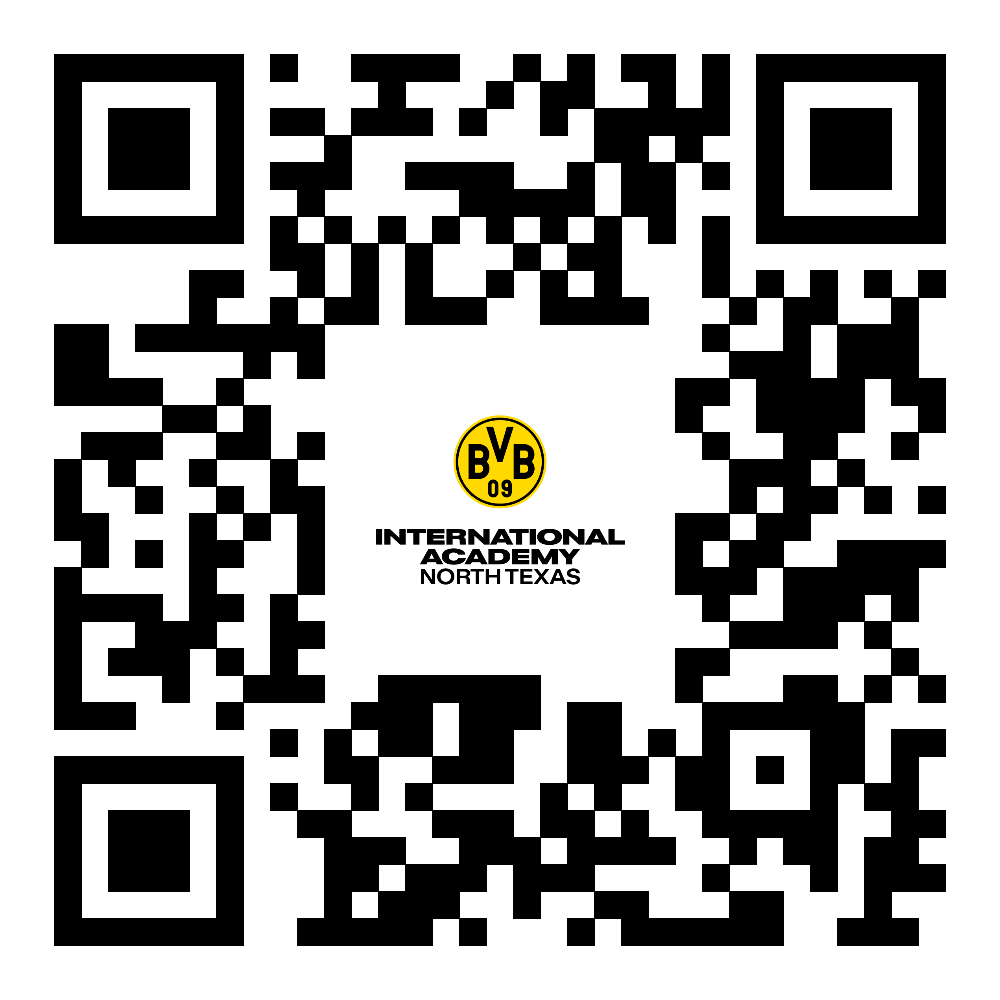 BVB
09
INTERNATIONAL
ACADEMY
NORTH TEXAS